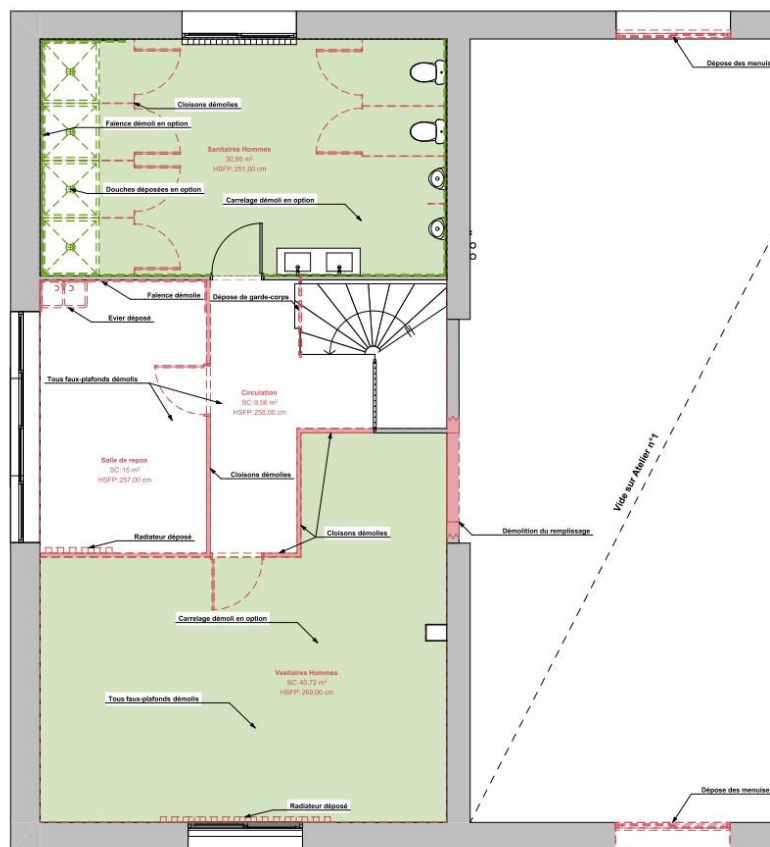 Dépose des menuise
Cloisons démolies
Faïence démoli en option
Sanitaires Hommes
30,95 m²
HSFP: 251,00 cm
Douches déposées en option
Carrelage démoli en option
Faïence démolie
Dépose de garde-corps
Evier déposé
Tous faux-plafonds démolis
Circulation
SC: 9,56 m²
HSFP: 258,00 cm
Salle de repos
SC: 15 m²
HSFP: 257,00 cm
Cloisons démolies
Vide sur Atelier n°1
Radiateur déposé
Cloisons démolies
Démolition du remplissage
Carrelage démoli en option
Vestiaires Hommes
SC: 40,72 m²
HSFP: 269,00 cm
Tous faux-plafonds démolis
Radiateur déposé
Dépose des menuise